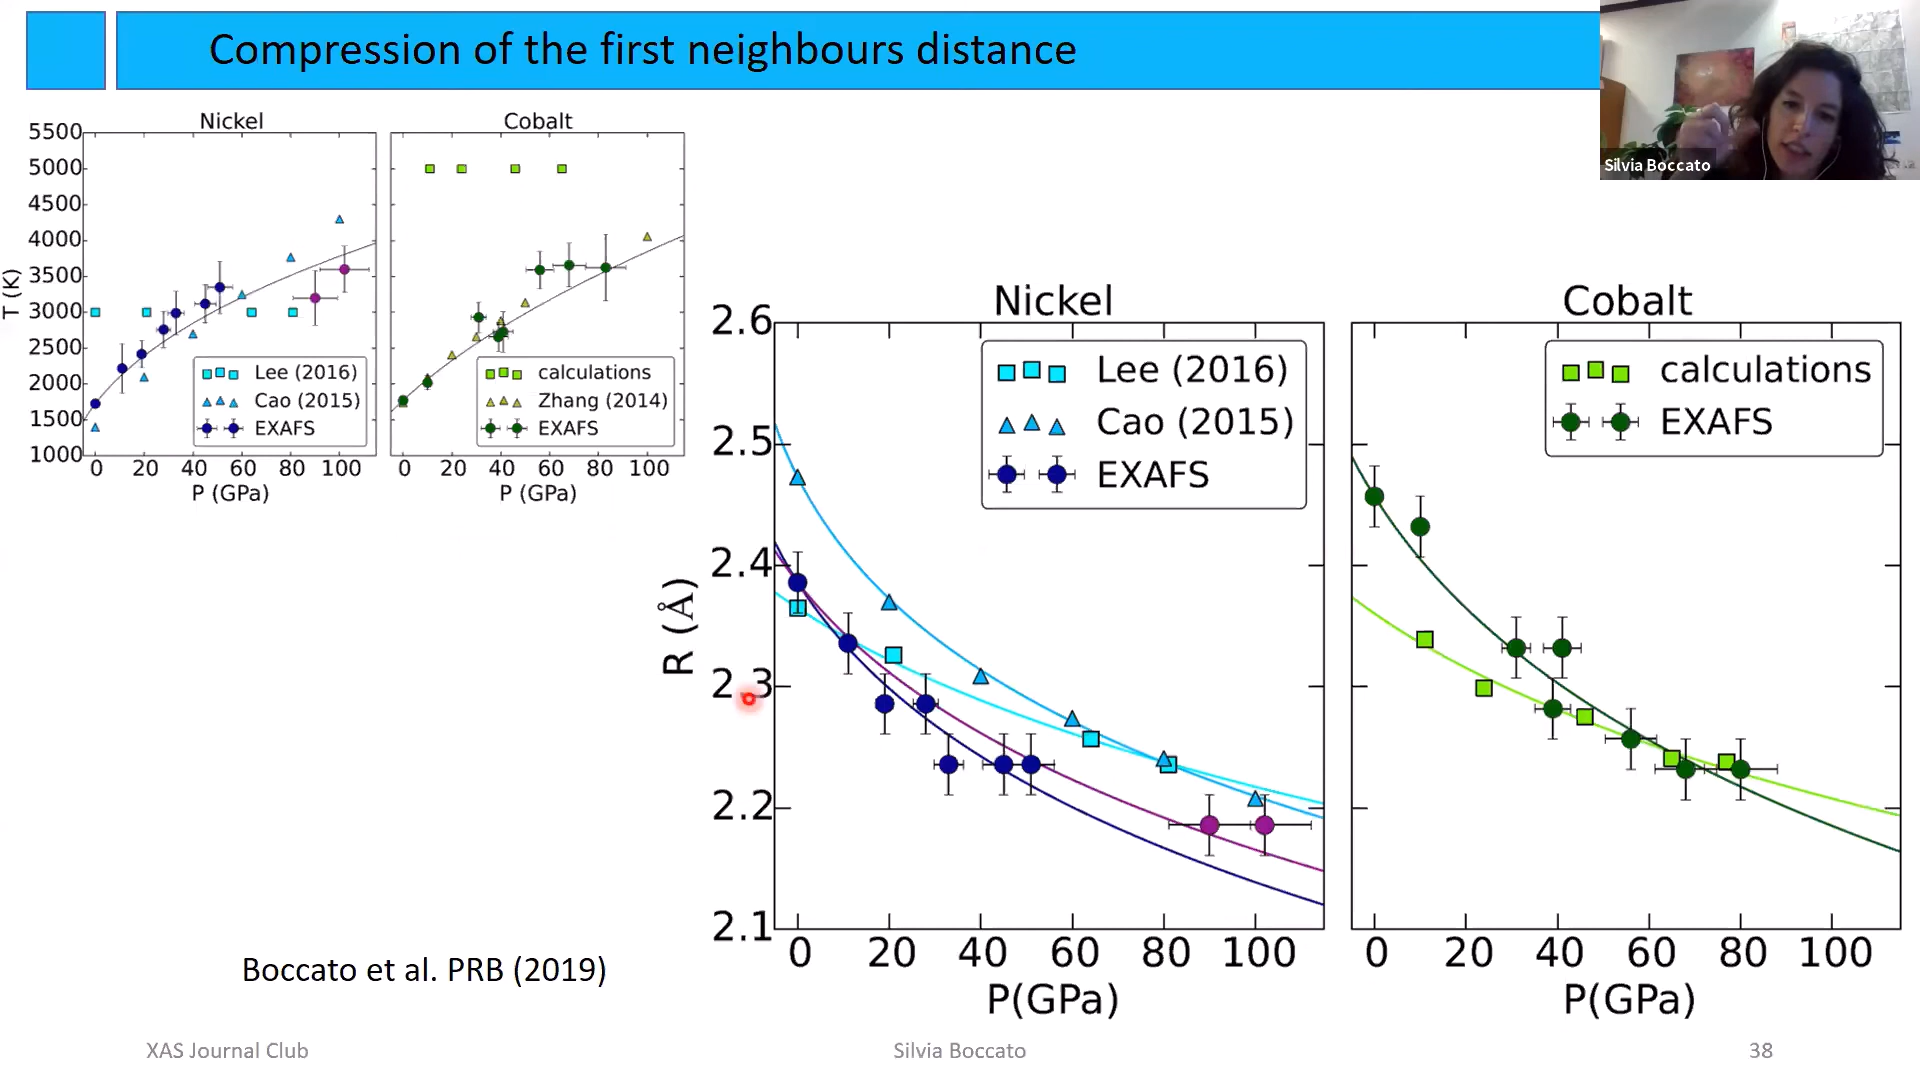 Compression of the first neighbours distance
Silvia Boccato
Nickel
Cobalt
5500
5000
4500
4000
3500
3000
2500
2000
1500
1000
T (K)
Lee (2016)
Cao (2015)
EXAFS
calculations
Zhang (2014)
EXAFS
0 20 40 60 80 100
0 20 40 60 80 100
P (GPa)
P (GPa)
Nickel
Cobalt
2.6
2.5
2.4
2.3
2.2
2.1
R (Å)
Lee (2016)
Cao (2015)
EXAFS
calculations
EXAFS
0 20 40 60 80 100
0 20 40 60 80 100
P(GPa)
P(GPa)
Boccato et al. PRB (2019)
XAS Journal Club
Silvia Boccato
38